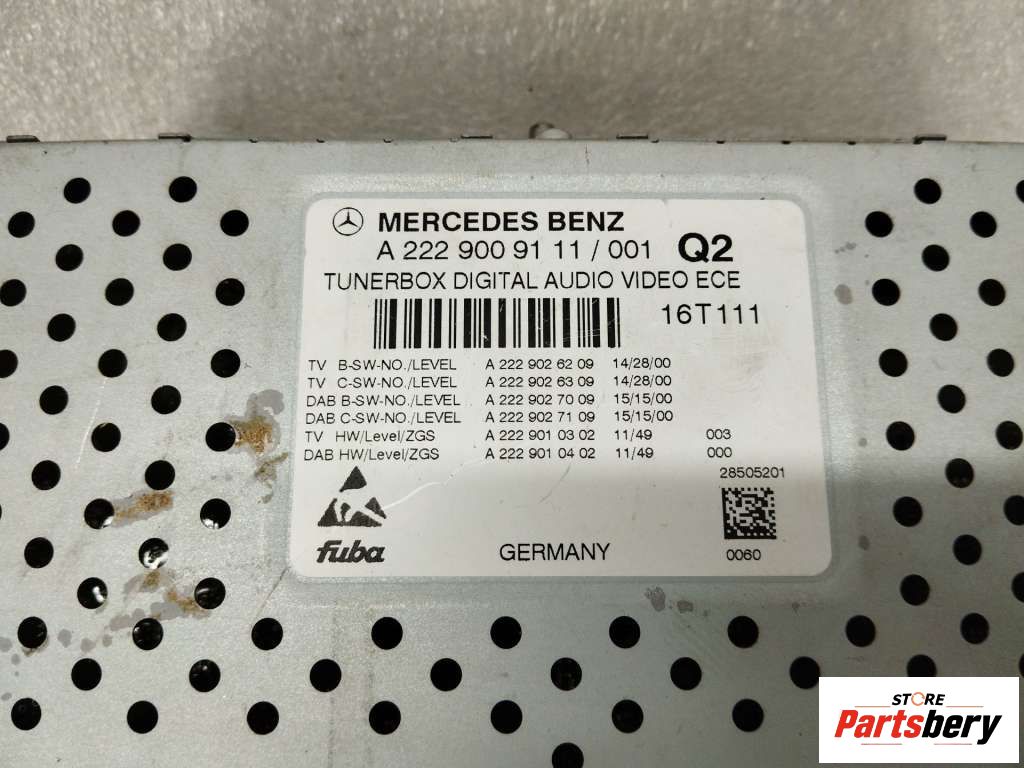 MERCEDES BENZ
A 222 900 91 11 / 001 Q2
TUNERBOX DIGITAL AUDIO VIDEO ECE
16T111
TV B-SW-NO./LEVEL A 222 902 62 09 14/28/00
TV C-SW-NO./LEVEL A 222 902 63 09 14/28/00
DAB B-SW-NO./LEVEL A 222 902 70 09 15/15/00
DAB C-SW-NO./LEVEL A 222 902 71 09 15/15/00
TV HW/Level/ZGS A 222 901 03 02 11/49 003
DAB HW/Level/ZGS A 222 901 04 02 11/49 000
28505201
fuba GERMANY 0060
STORE
Partsbery